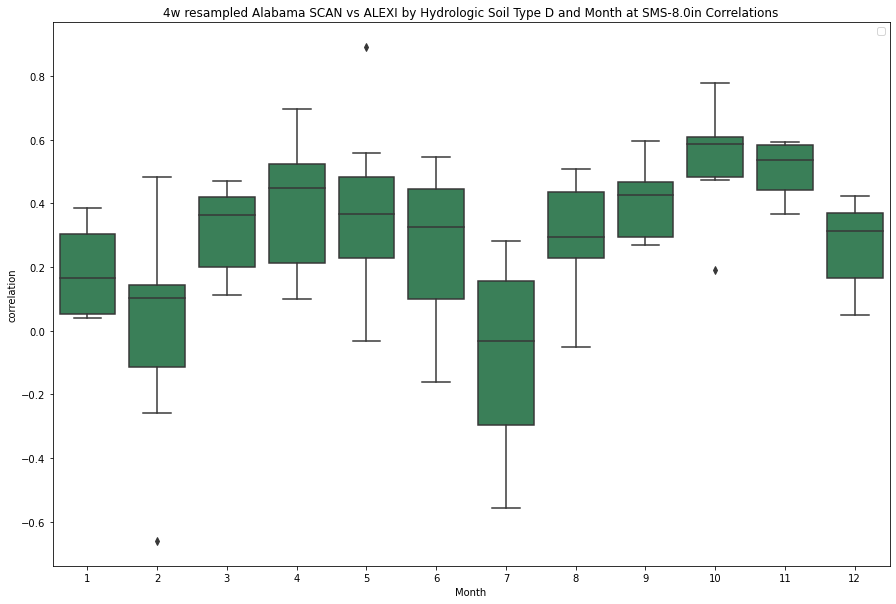 4w resampled Alabama SCAN vs ALEXI by Hydrologic Soil Type D and Month at SMS-8.0in Correlations
0.8
0.6
0.4
0.2
0.0
−0.2
−0.4
−0.6
correlation
1 2 3 4 5 6 7 8 9 10 11 12
Month